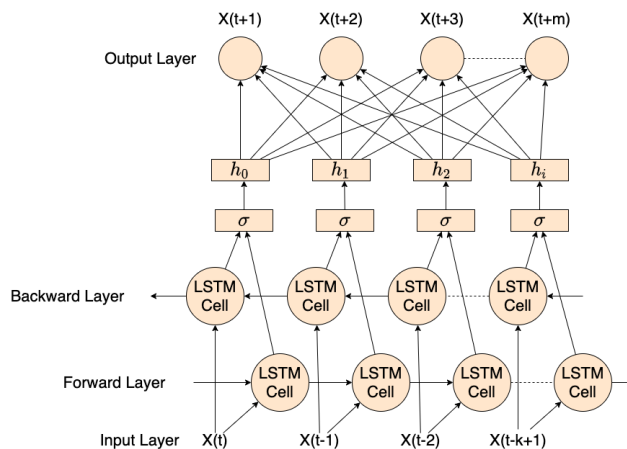 X(t+1) X(t+2) X(t+3) X(t+m)
Output Layer
h₀ h₁ h₂ hᵢ
σ σ σ σ
Backward Layer
LSTM Cell LSTM Cell LSTM Cell LSTM Cell
Forward Layer
LSTM Cell LSTM Cell LSTM Cell LSTM Cell
Input Layer X(t) X(t-1) X(t-2) X(t-k+1)